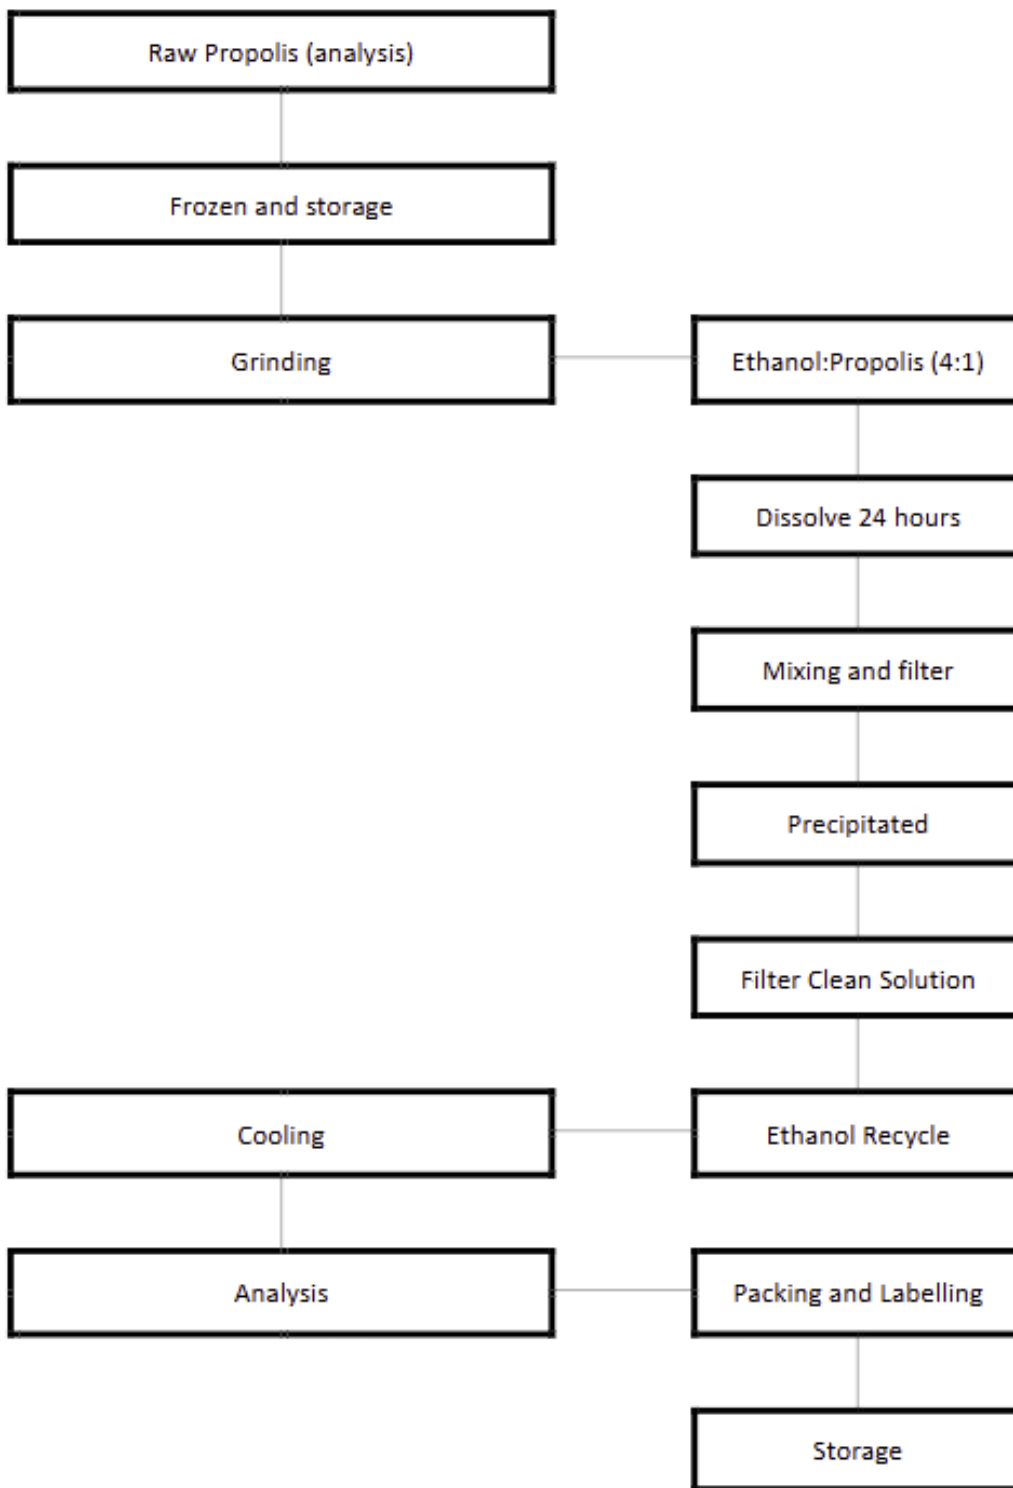 Raw Propolis (analysis)
Frozen and storage
Grinding
Ethanol:Propolis (4:1)
Dissolve 24 hours
Mixing and filter
Precipitated
Filter Clean Solution
Ethanol Recycle
Cooling
Analysis
Packing and Labelling
Storage